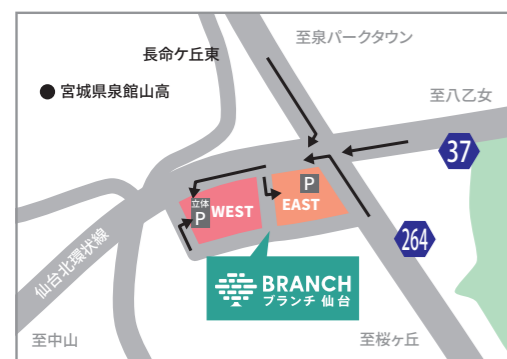 至泉パークタウン
長命ケ丘東
宮城県泉館山高
至八乙女
37
P
立体
P
WEST
EAST
264
仙台北環状線
BRANCH
ブランチ仙台
至中山
至桜ヶ丘